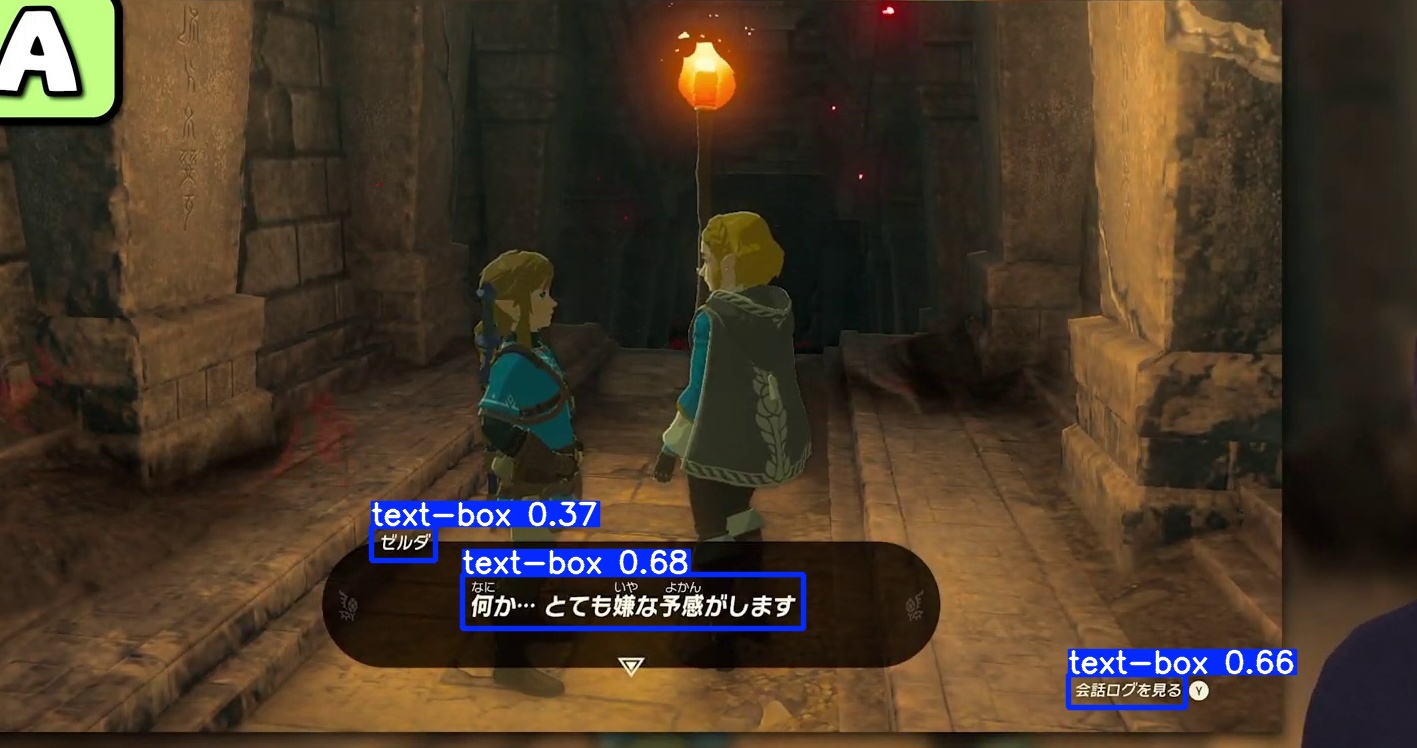 A
text-box 0.37
ゼルダ
text-box 0.68
なに いや よかん
何か… とても嫌な予感がします
text-box 0.66
会話ログを見る Y